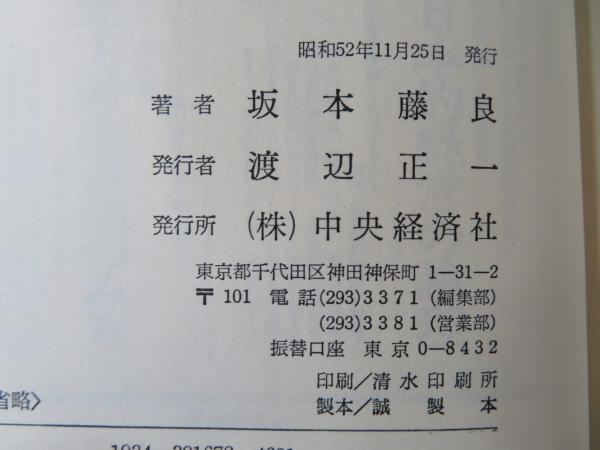 昭和52年11月25日 発行
著者 坂本藤良
発行者 渡辺正一
発行所 (株)中央経済社
東京都千代田区神田神保町 1-31-2
〒101 電話(293)3371(編集部)
(293)3381(営業部)
振替口座 東京0-8432
印刷/清水印刷所
省略〉
製本/誠製本